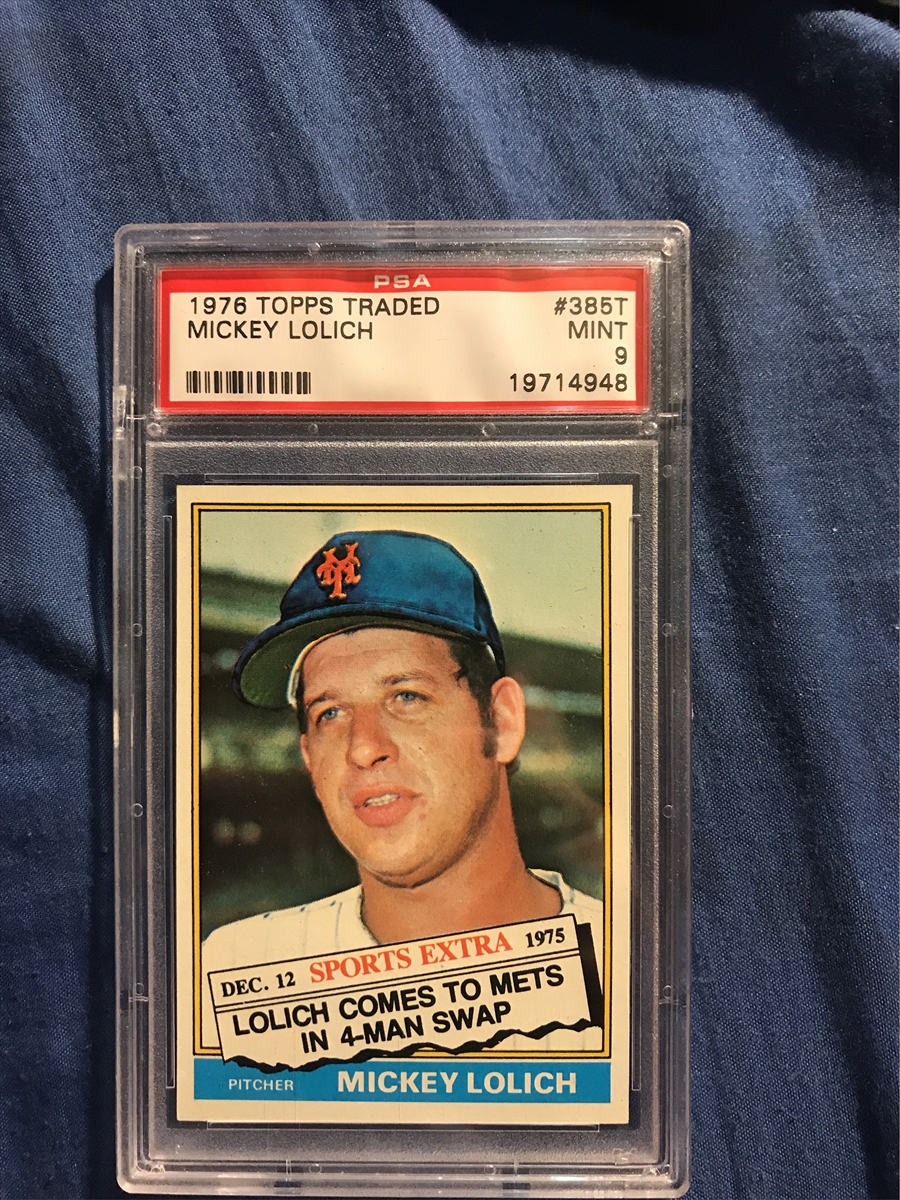 PSA
1976 TOPPS TRADED #385T
MICKEY LOLICH MINT
9
19714948
NY
DEC. 12 SPORTS EXTRA 1975
LOLICH COMES TO METS
IN 4-MAN SWAP
PITCHER MICKEY LOLICH